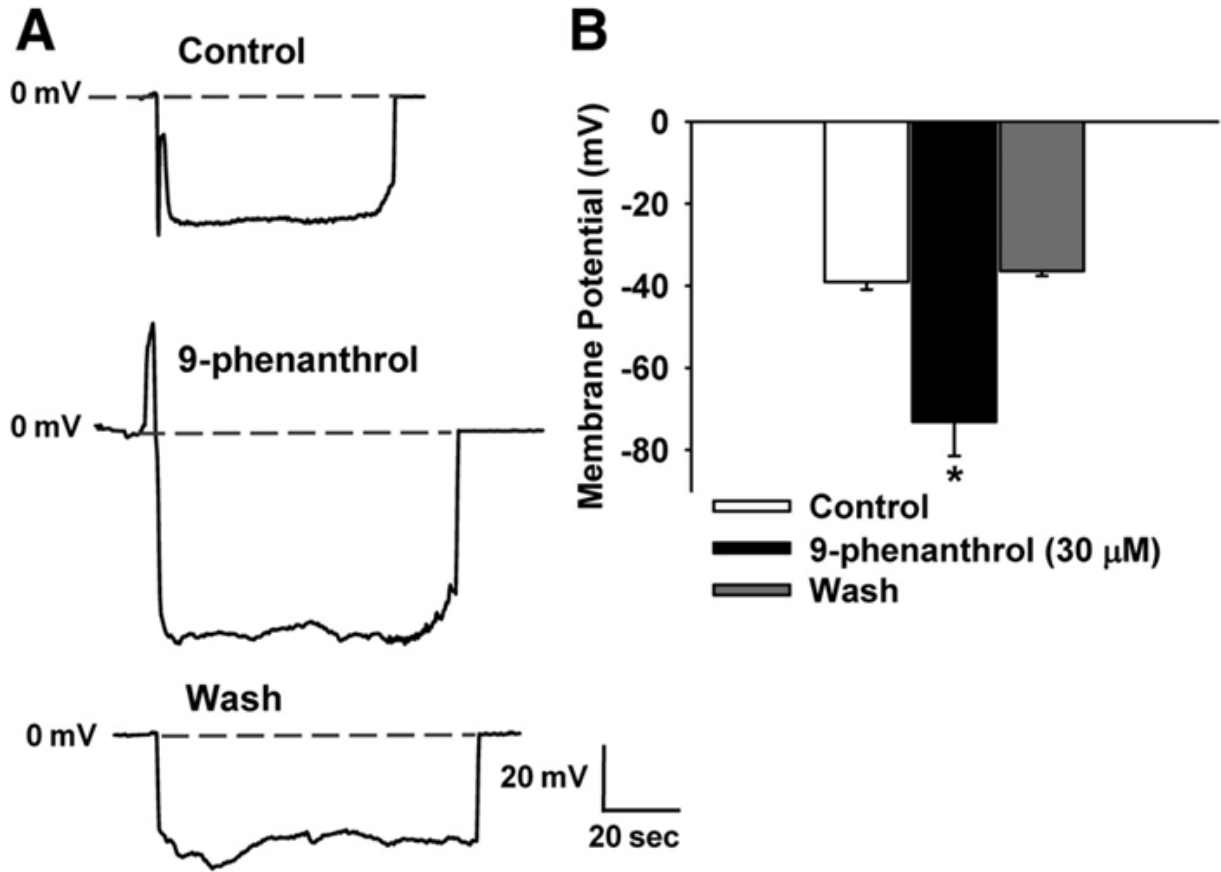 A
Control
0 mV
9-phenanthrol
0 mV
Wash
0 mV
20 mV
20 sec
B
Membrane Potential (mV)
0
-20
-40
-60
-80
*
Control
9-phenanthrol (30 μM)
Wash